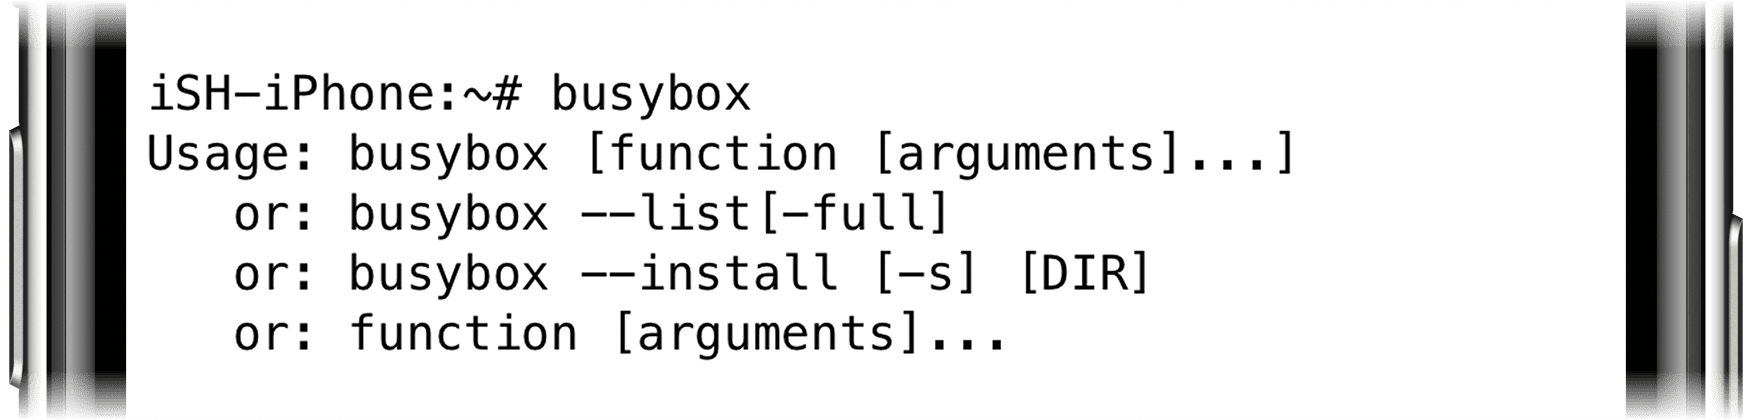 iSH-iPhone:~# busybox
Usage: busybox [function [arguments]...]
   or: busybox --list[-full]
   or: busybox --install [-s] [DIR]
   or: function [arguments]...